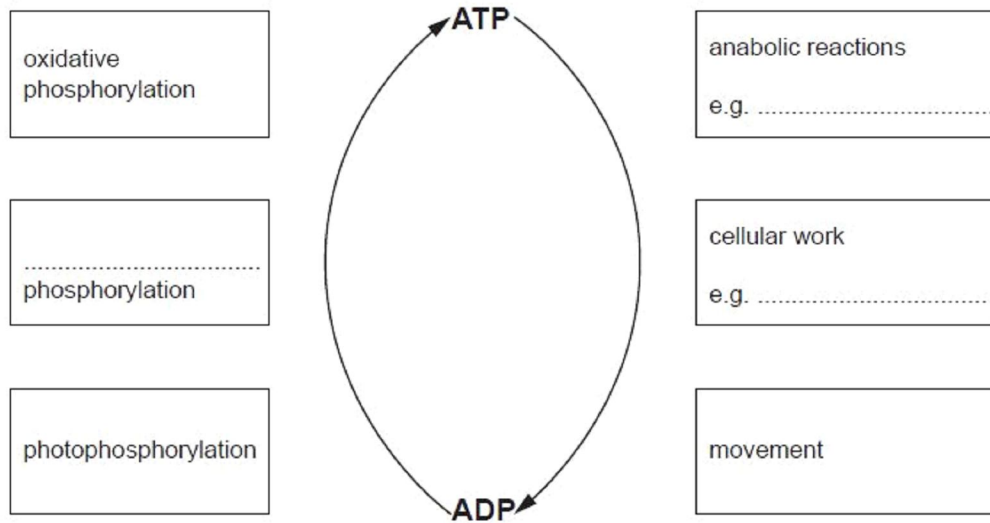 ATP
oxidative
phosphorylation
..............................
phosphorylation
photophosphorylation
anabolic reactions
e.g. ..............................
cellular work
e.g. ..............................
movement
ADP